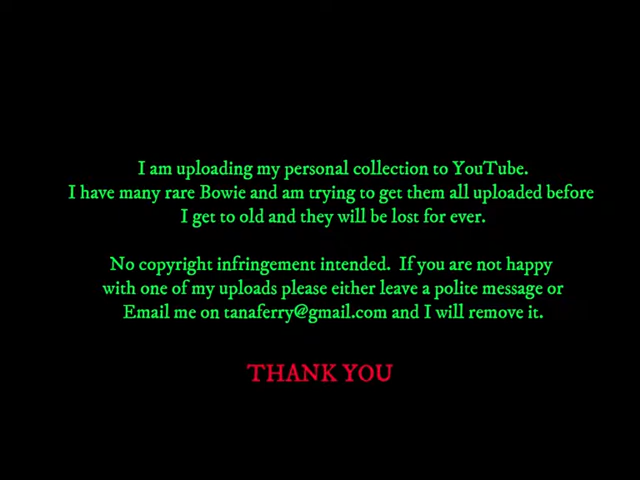 I am uploading my personal collection to YouTube.
I have many rare Bowie and am trying to get them all uploaded before
I get to old and they will be lost for ever.
No copyright infringement intended.  If you are not happy
with one of my uploads please either leave a polite message or
Email me on tanaferry@gmail.com and I will remove it.
THANK YOU